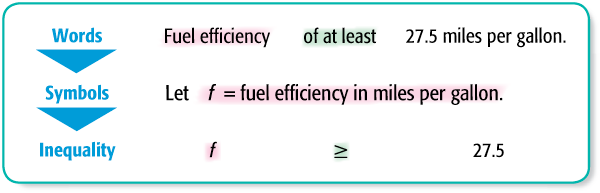 Words Fuel efficiency of at least 27.5 miles per gallon.
Symbols Let f = fuel efficiency in miles per gallon.
Inequality f ≥ 27.5